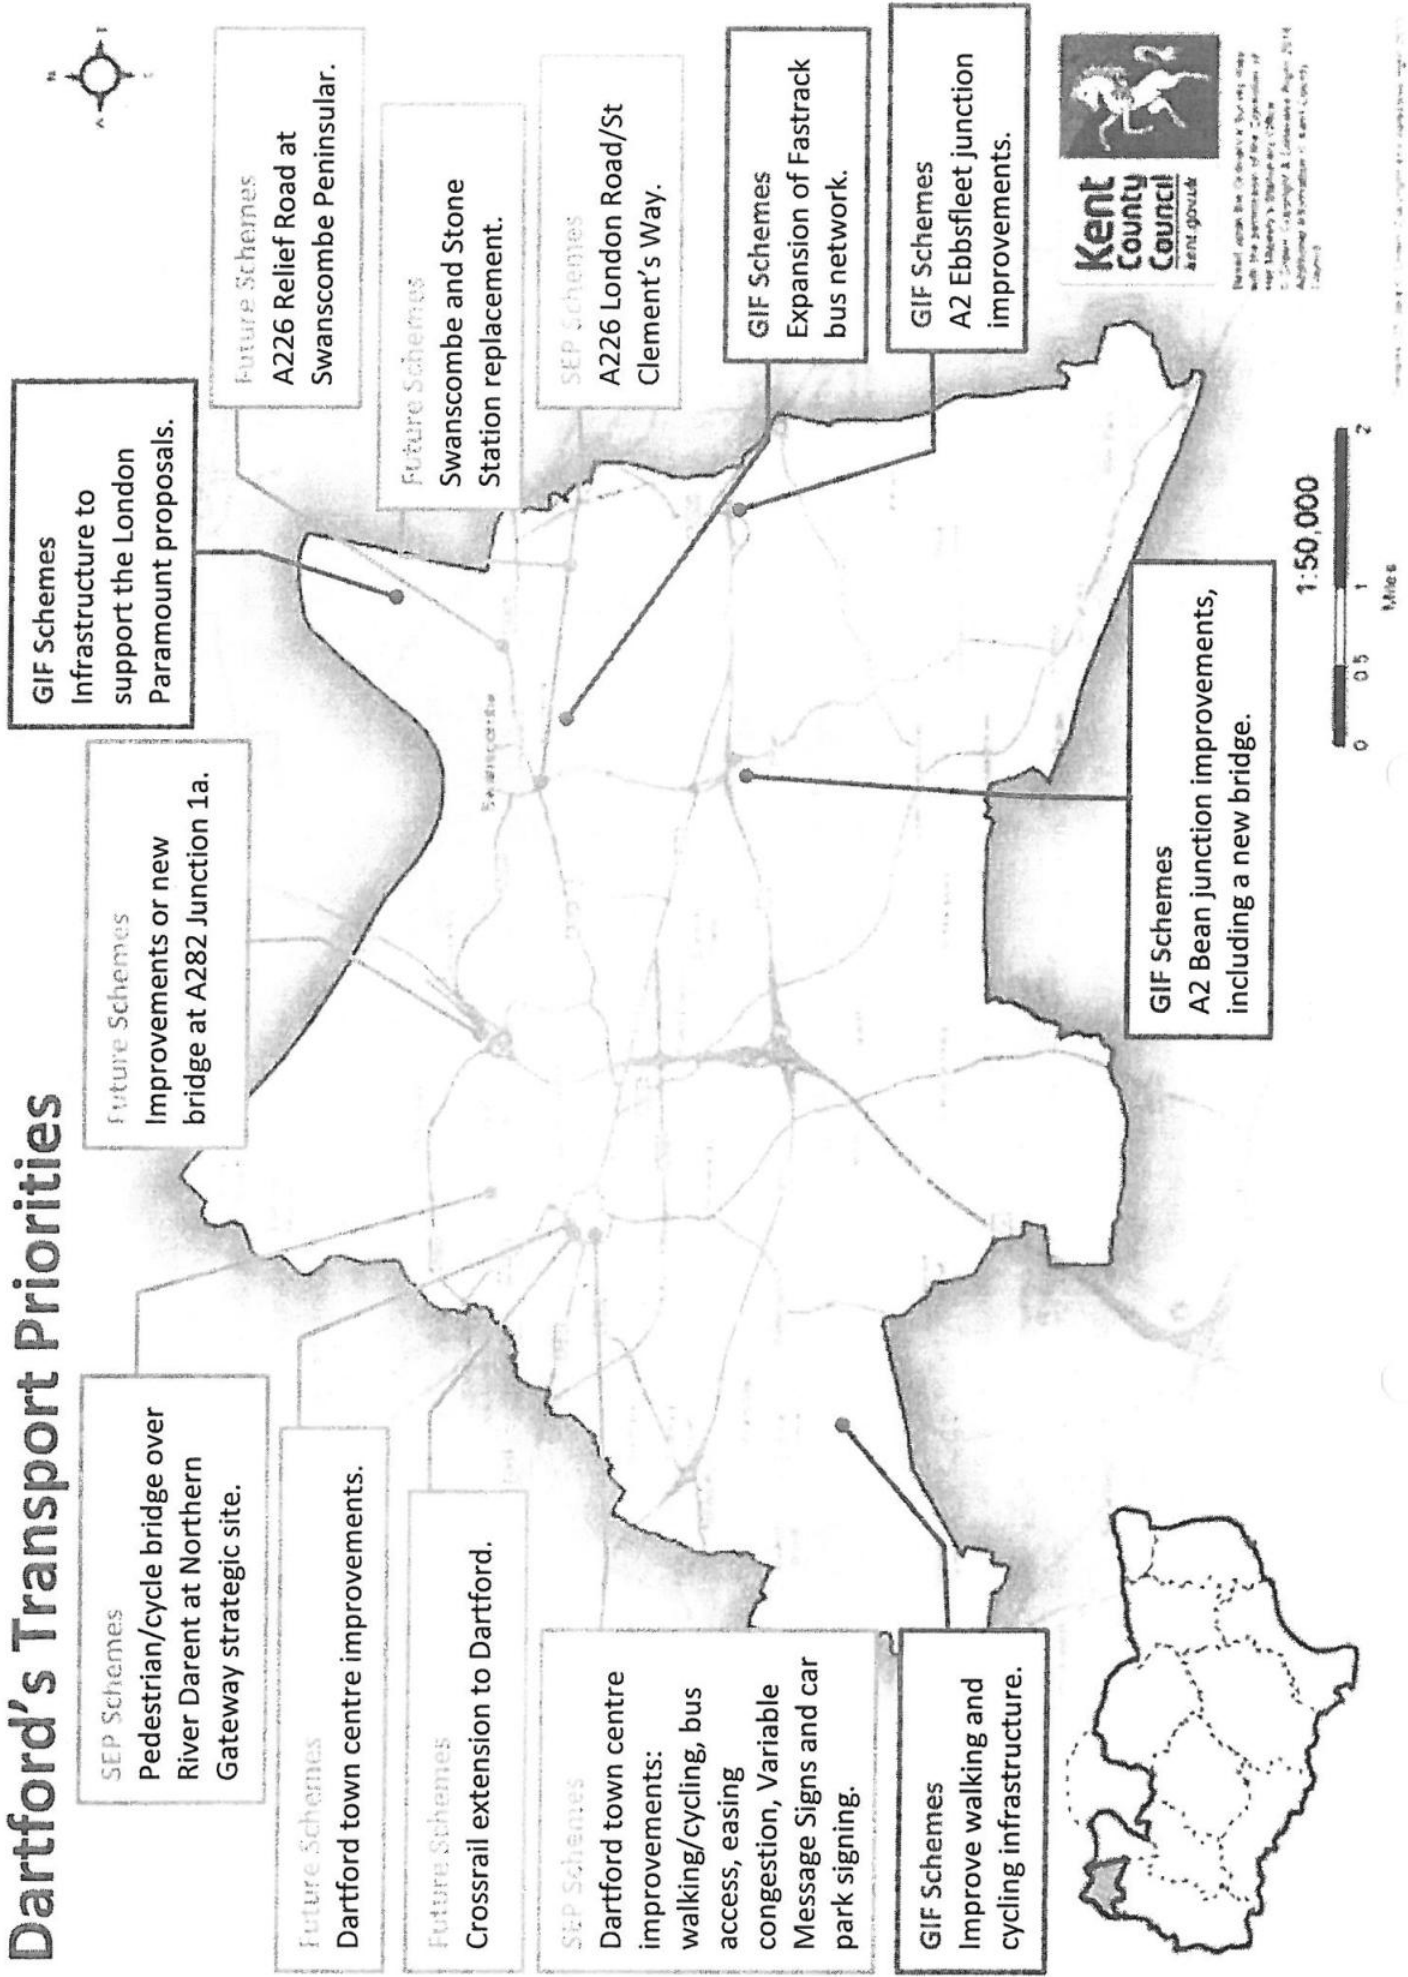 Dartford's Transport Priorities
SEP Schemes
Pedestrian/cycle bridge over
River Darent at Northern
Gateway strategic site.
Future Schemes
Dartford town centre improvements.
Future Schemes
Crossrail extension to Dartford.
SEP Schemes
Dartford town centre
improvements:
walking/cycling, bus
access, easing
congestion, Variable
Message Signs and car
park signing.
GIF Schemes
Improve walking and
cycling infrastructure.
Future Schemes
Improvements or new
bridge at A282 Junction 1a.
GIF Schemes
Infrastructure to
support the London
Paramount proposals.
Future Schemes
A226 Relief Road at
Swanscombe Peninsular.
Future Schemes
Swanscombe and Stone
Station replacement.
SEP Schemes
A226 London Road/St
Clement's Way.
GIF Schemes
Expansion of Fastrack
bus network.
GIF Schemes
A2 Ebbsfleet junction
improvements.
GIF Schemes
A2 Bean junction improvements,
including a new bridge.
1:50,000
0 0.5 1 2
Miles
Kent
County
Council
kent.gov.uk